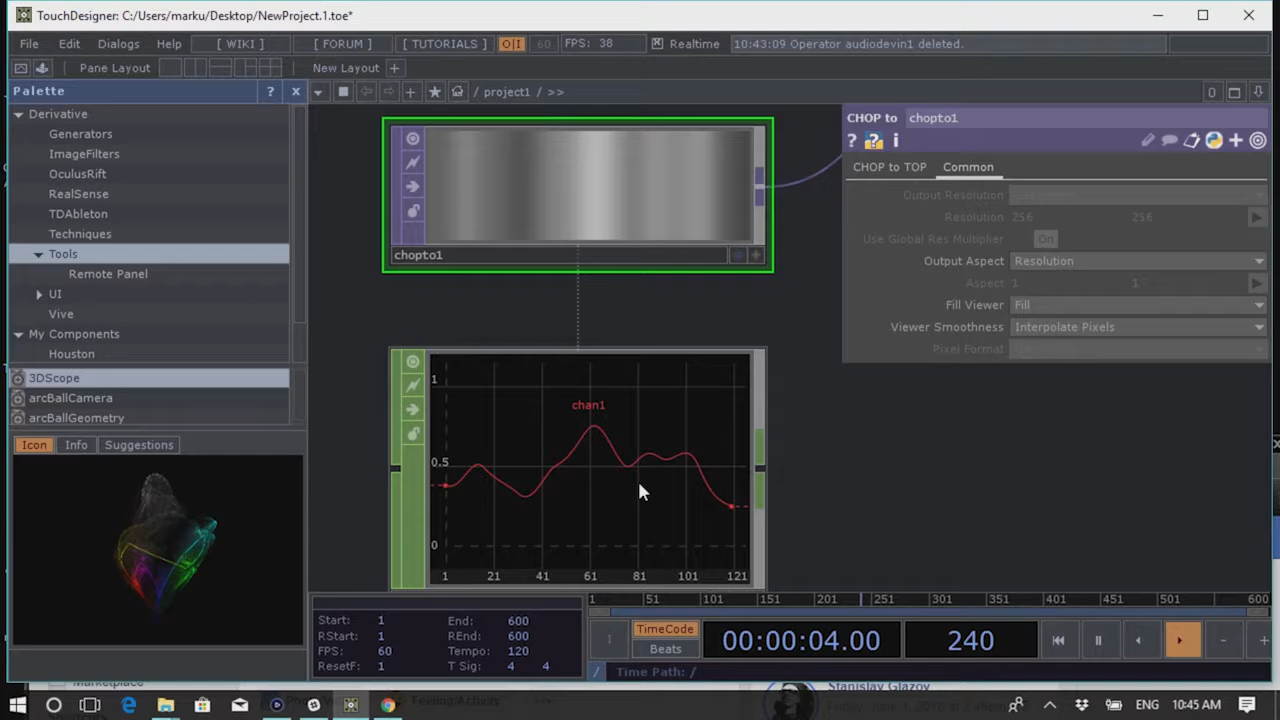 TouchDesigner: C:/Users/marku/Desktop/NewProject.1.toe*
File Edit Dialogs Help [ WIKI ] [ FORUM ] [ TUTORIALS ] O|I 60 FPS: 38 Realtime 10:43:09 Operator audiodevin1 deleted.
Pane Layout New Layout +
Palette ? x
/ project1 / >> 0
Derivative
Generators
ImageFilters
OculusRift
RealSense
TDAbleton
Techniques
Tools
Remote Panel
UI
Vive
My Components
Houston
3DScope
arcBallCamera
arcBallGeometry
Icon Info Suggestions
chopto1
1
chan1
0.5
0
1 21 41 61 81 101 121
CHOP to chopto1
? ? i
CHOP to TOP Common
Output Resolution
Resolution 256 256
Use Global Res Multiplier On
Output Aspect Resolution
Aspect 1 1
Fill Viewer Fill
Viewer Smoothness Interpolate Pixels
Pixel Format
Start: 1 End: 600
RStart: 1 REnd: 600
FPS: 60 Tempo: 120
ResetF: 1 T Sig: 4 4
1 51 101 151 201 251 301 351 401 451 501 600
TimeCode
Beats
00:00:04.00 240
/ Time Path: /
Marketplace
Feeling-Activity
Stanislav Glazov
ENG 10:45 AM